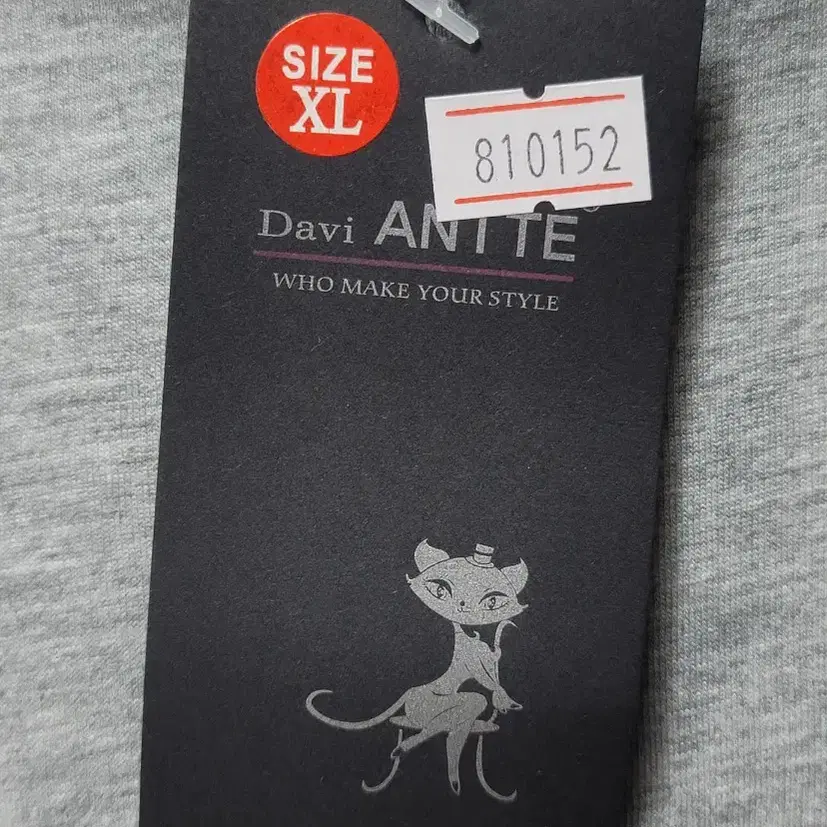 SIZE
XL
810152
Davi ANTTE
WHO MAKE YOUR STYLE